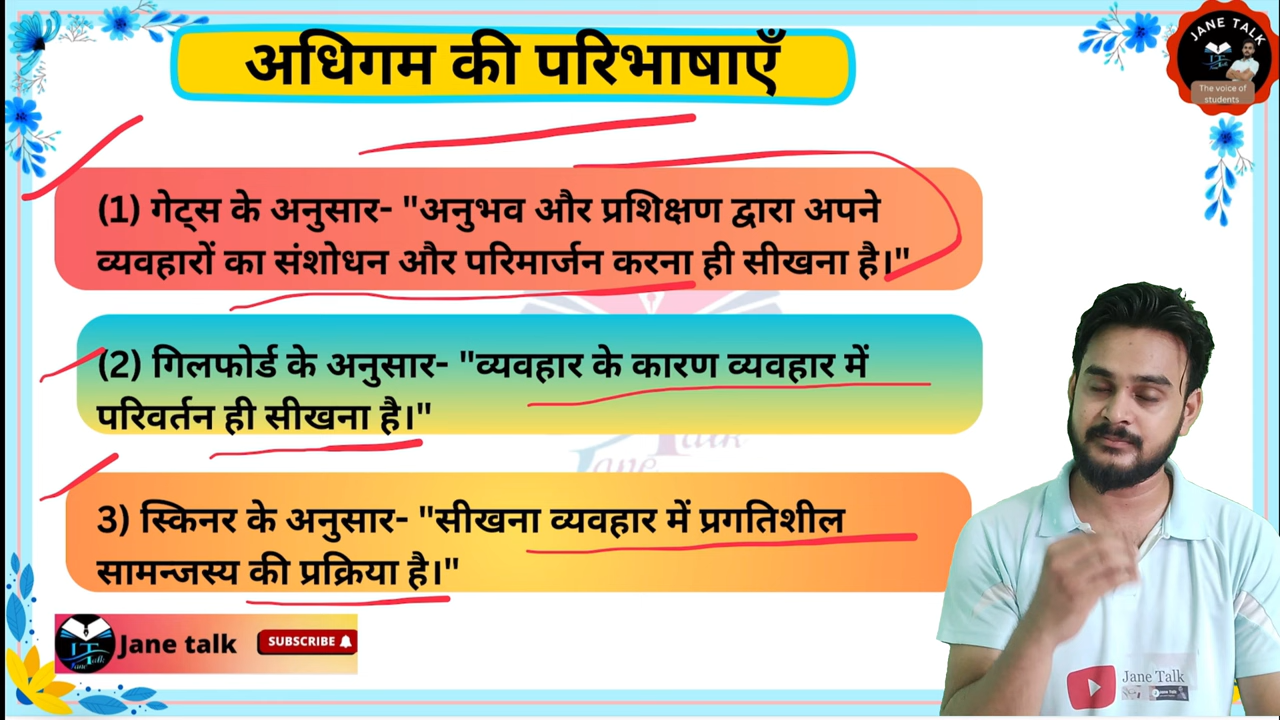 अधिगम की परिभाषाएँ
JANE TALK
The voice of
students
(1) गेट्स के अनुसार- "अनुभव और प्रशिक्षण द्वारा अपने
व्यवहारों का संशोधन और परिमार्जन करना ही सीखना है।"
(2) गिलफोर्ड के अनुसार- "व्यवहार के कारण व्यवहार में
परिवर्तन ही सीखना है।"
Talk
Jane
3) स्किनर के अनुसार- "सीखना व्यवहार में प्रगतिशील
सामन्जस्य की प्रक्रिया है।"
Jane talk
SUBSCRIBE
Jane Talk